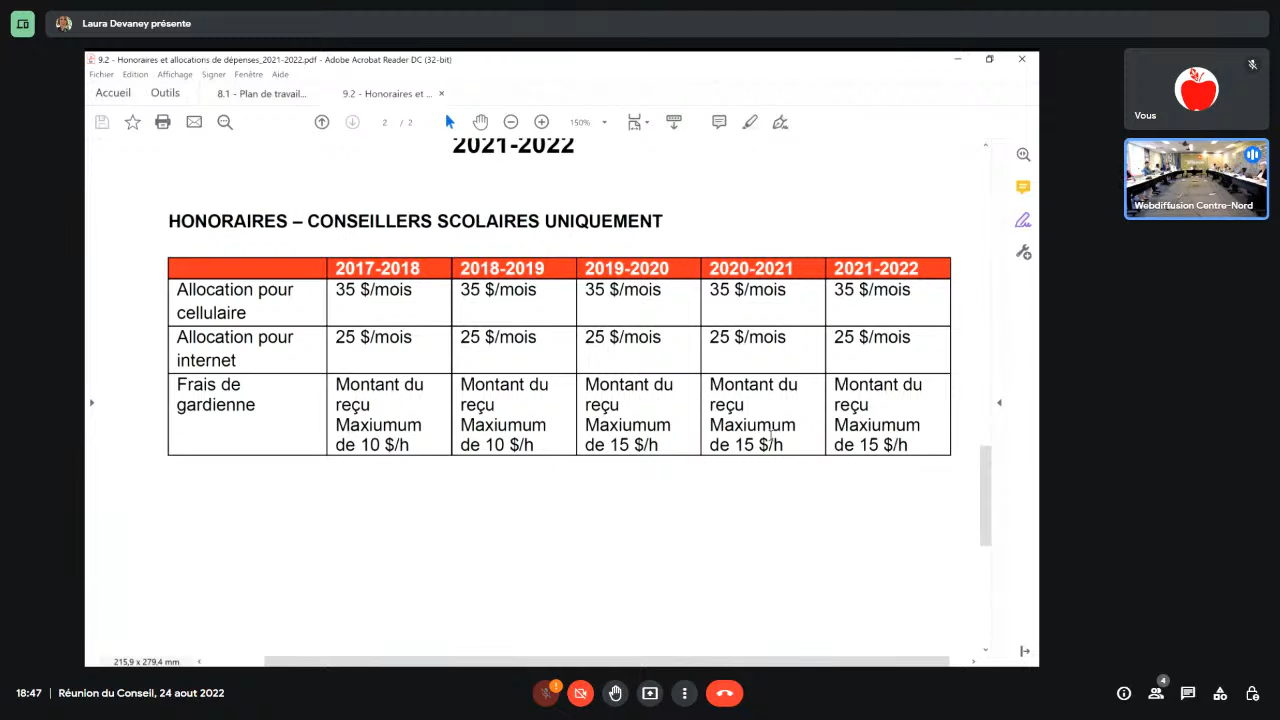 Laura Devaney présente
9.2 - Honoraires et allocations de dépenses_2021-2022.pdf - Adobe Acrobat Reader DC (32-bit)
Fichier Edition Affichage Signer Fenêtre Aide
Accueil Outils 8.1 - Plan de travail... 9.2 - Honoraires et ... ×
2 / 2 150%
Vous
Webdiffusion Centre-Nord
2021-2022
HONORAIRES – CONSEILLERS SCOLAIRES UNIQUEMENT
2017-2018 2018-2019 2019-2020 2020-2021 2021-2022
Allocation pour 35 $/mois 35 $/mois 35 $/mois 35 $/mois 35 $/mois
cellulaire
Allocation pour 25 $/mois 25 $/mois 25 $/mois 25 $/mois 25 $/mois
internet
Frais de Montant du Montant du Montant du Montant du Montant du
gardienne reçu reçu reçu reçu reçu
Maxiumum Maxiumum Maxiumum Maxiumum Maxiumum
de 10 $/h de 10 $/h de 15 $/h de 15 $/h de 15 $/h
215,9 x 279,4 mm
18:47 | Réunion du Conseil, 24 aout 2022
! 4